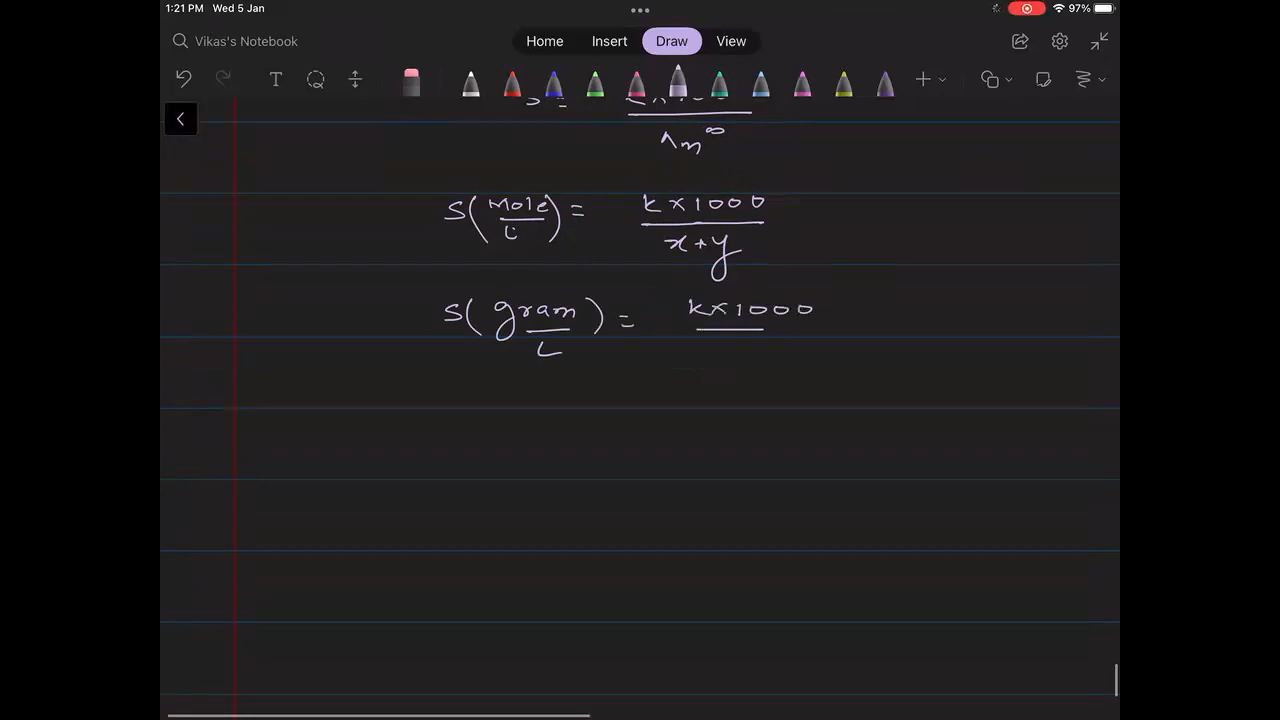 1:21 PM Wed 5 Jan
97%
Vikas's Notebook
Home Insert Draw View
Λm∞
S(Mole/L) = k×1000/x+y
S(gram/L) = k×1000